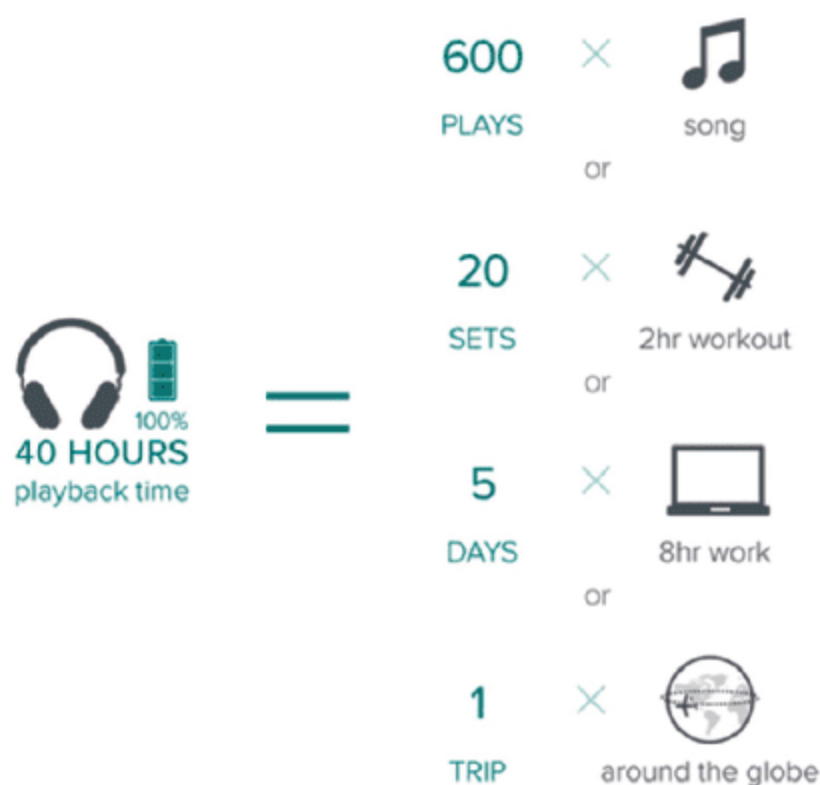 600 ×
PLAYS song
or
20 ×
SETS 2hr workout
or
100%
40 HOURS
playback time
=
5 ×
DAYS 8hr work
or
1 ×
TRIP around the globe